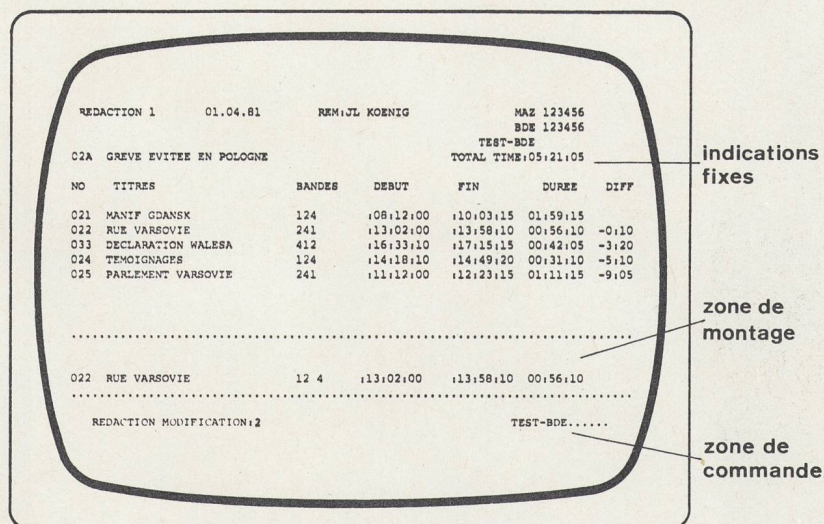 REDACTION 1 01.04.81 REM:JL KOENIG MAZ 123456
BDE 123456
TEST-BDE
02A GREVE EVITEE EN POLOGNE TOTAL TIME:05:21:05
indications
fixes
NO TITRES BANDES DEBUT FIN DUREE DIFF
021 MANIF GDANSK 124 :08:12:00 :10:03:15 01:59:15
022 RUE VARSOVIE 241 :13:02:00 :13:58:10 00:56:10 -0:10
033 DECLARATION WALESA 412 :16:33:10 :17:15:15 00:42:05 -3:20
024 TEMOIGNAGES 124 :14:18:10 :14:49:20 00:31:10 -5:10
025 PARLEMENT VARSOVIE 241 :11:12:00 :12:23:15 01:11:15 -9:05
zone de
montage
022 RUE VARSOVIE 12 4 :13:02:00 :13:58:10 00:56:10
REDACTION MODIFICATION:2 TEST-BDE......
zone de
commande